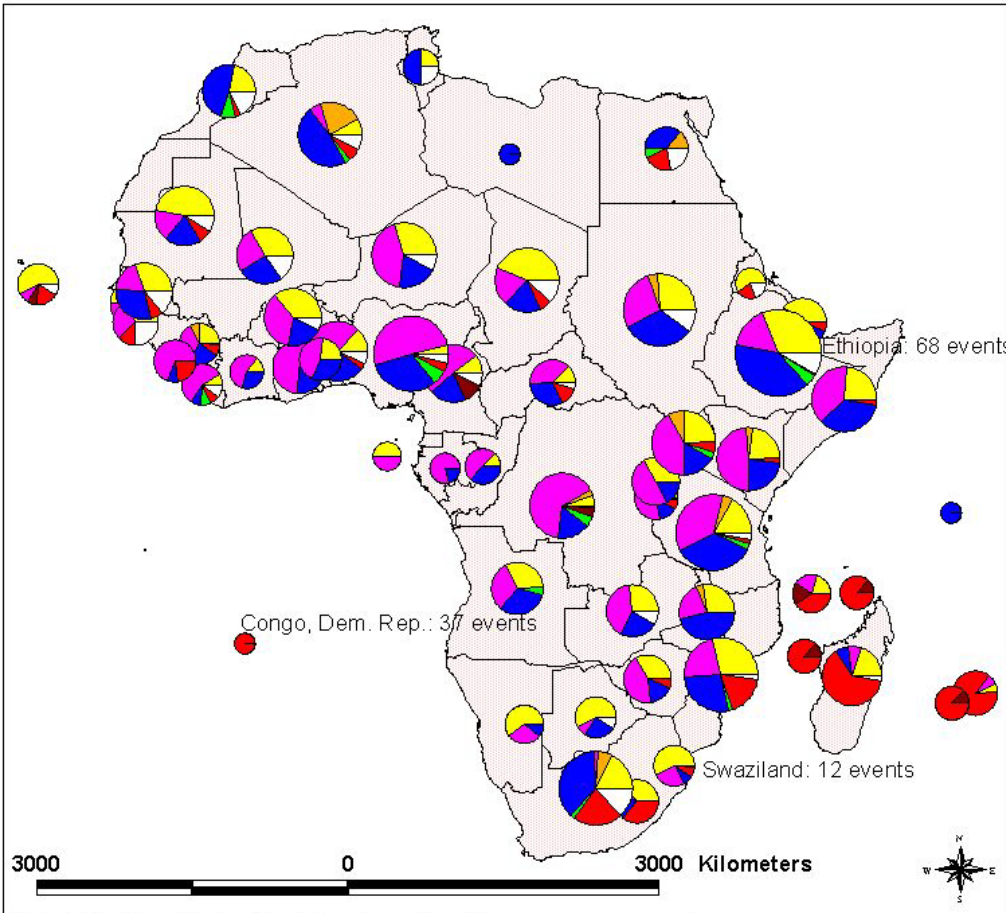 Ethiopia: 68 events
Congo, Dem. Rep.: 37 events
Swaziland: 12 events
3000 0 3000 Kilometers
N
W E
S